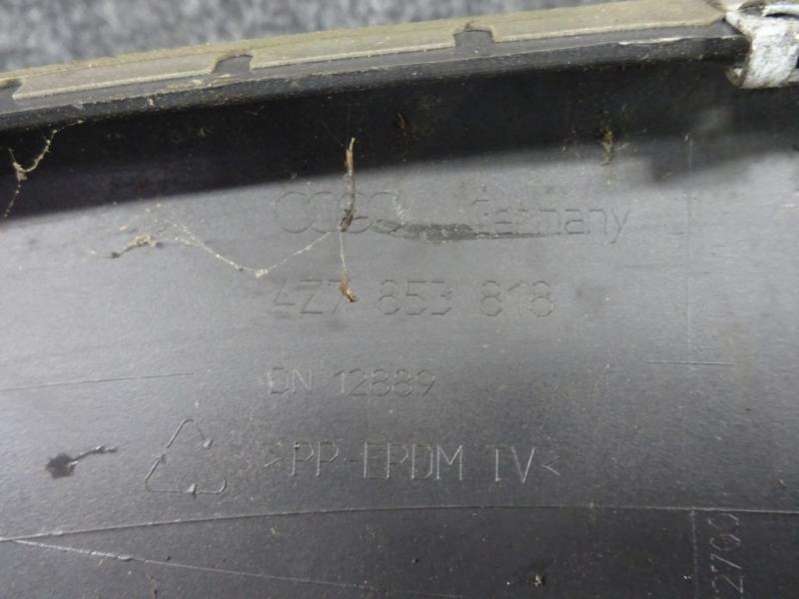 Germany
4Z7 853 818
DN 12889
>PP-EPDM TV<